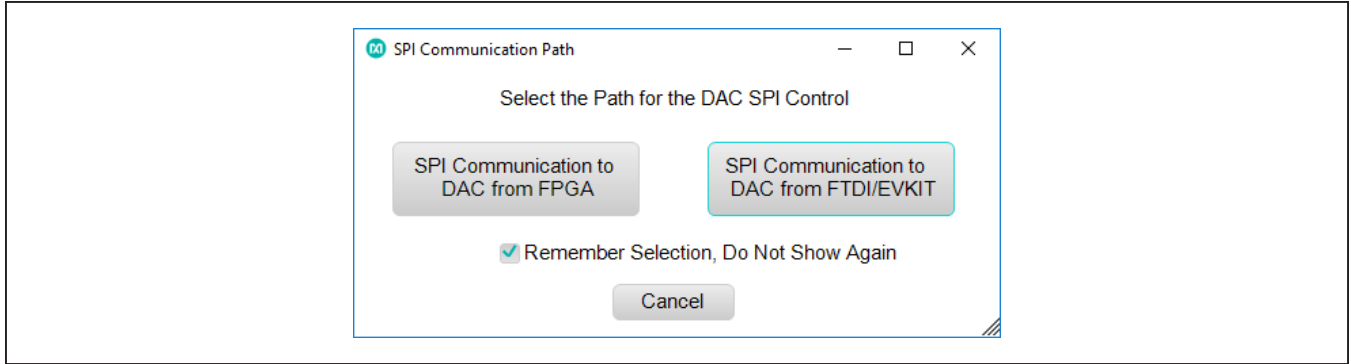 SPI Communication Path
Select the Path for the DAC SPI Control
SPI Communication to
DAC from FPGA
SPI Communication to
DAC from FTDI/EVKIT
Remember Selection, Do Not Show Again
Cancel